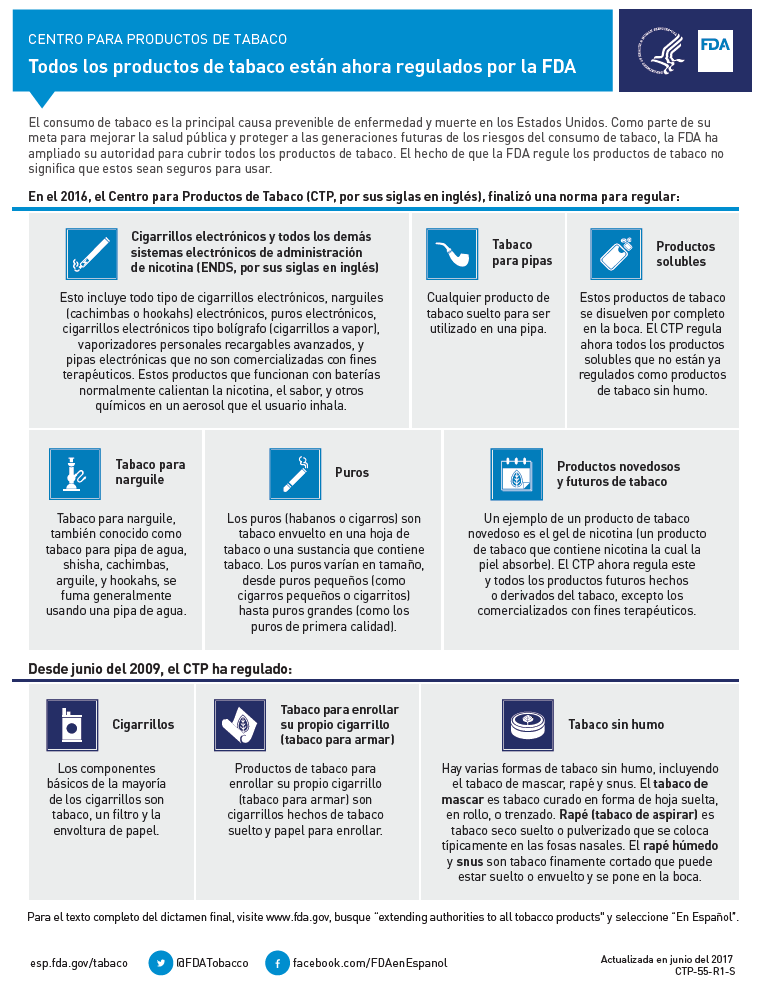 CENTRO PARA PRODUCTOS DE TABACO
Todos los productos de tabaco están ahora regulados por la FDA
FDA
El consumo de tabaco es la principal causa prevenible de enfermedad y muerte en los Estados Unidos. Como parte de su
meta para mejorar la salud pública y proteger a las generaciones futuras de los riesgos del consumo de tabaco, la FDA ha
ampliado su autoridad para cubrir todos los productos de tabaco. El hecho de que la FDA regule los productos de tabaco no
significa que estos sean seguros para usar.
En el 2016, el Centro para Productos de Tabaco (CTP, por sus siglas en inglés), finalizó una norma para regular:
Cigarrillos electrónicos y todos los demás
sistemas electrónicos de administración
de nicotina (ENDS, por sus siglas en inglés)
Esto incluye todo tipo de cigarrillos electrónicos, narguiles
(cachimbas o hookahs) electrónicos, puros electrónicos,
cigarrillos electrónicos tipo bolígrafo (cigarrillos a vapor),
vaporizadores personales recargables avanzados, y
pipas electrónicas que no son comercializadas con fines
terapéuticos. Estos productos que funcionan con baterías
normalmente calientan la nicotina, el sabor, y otros
químicos en un aerosol que el usuario inhala.
Tabaco
para pipas
Cualquier producto de
tabaco suelto para ser
utilizado en una pipa.
Productos
solubles
Estos productos de tabaco
se disuelven por completo
en la boca. El CTP regula
ahora todos los productos
solubles que no están ya
regulados como productos
de tabaco sin humo.
Tabaco para
narguile
Tabaco para narguile,
también conocido como
tabaco para pipa de agua,
shisha, cachimbas,
arguile, y hookahs, se
fuma generalmente
usando una pipa de agua.
Puros
Los puros (habanos o cigarros) son
tabaco envuelto en una hoja de
tabaco o una sustancia que contiene
tabaco. Los puros varían en tamaño,
desde puros pequeños (como
cigarros pequeños o cigarritos)
hasta puros grandes (como los
puros de primera calidad).
Productos novedosos
y futuros de tabaco
Un ejemplo de un producto de tabaco
novedoso es el gel de nicotina (un producto
de tabaco que contiene nicotina la cual la
piel absorbe). El CTP ahora regula este
y todos los productos futuros hechos
o derivados del tabaco, excepto los
comercializados con fines terapéuticos.
Desde junio del 2009, el CTP ha regulado:
Cigarrillos
Los componentes
básicos de la mayoría
de los cigarrillos son
tabaco, un filtro y la
envoltura de papel.
Tabaco para enrollar
su propio cigarrillo
(tabaco para armar)
Productos de tabaco para
enrollar su propio cigarrillo
(tabaco para armar) son
cigarrillos hechos de tabaco
suelto y papel para enrollar.
Tabaco sin humo
Hay varias formas de tabaco sin humo, incluyendo
el tabaco de mascar, rapé y snus. El tabaco de
mascar es tabaco curado en forma de hoja suelta,
en rollo, o trenzado. Rapé (tabaco de aspirar) es
tabaco seco suelto o pulverizado que se coloca
típicamente en las fosas nasales. El rapé húmedo
y snus son tabaco finamente cortado que puede
estar suelto o envuelto y se pone en la boca.
Para el texto completo del dictamen final, visite www.fda.gov, busque "extending authorities to all tobacco products" y seleccione "En Español".
esp.fda.gov/tabaco
@FDATobacco
facebook.com/FDAenEspanol
Actualizada en junio del 2017
CTP-55-R1-S